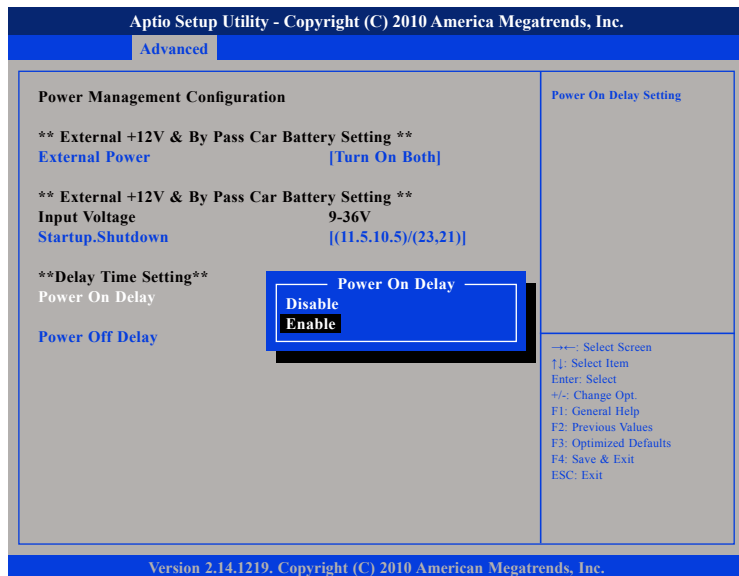 Aptio Setup Utility - Copyright (C) 2010 America Megatrends, Inc.
Advanced
Power Management Configuration
** External +12V & By Pass Car Battery Setting **
External Power [Turn On Both]
** External +12V & By Pass Car Battery Setting **
Input Voltage 9-36V
Startup.Shutdown [(11.5.10.5)/(23,21)]
**Delay Time Setting**
Power On Delay
Power Off Delay
Power On Delay
Disable
Enable
Power On Delay Setting
→←: Select Screen
↑↓: Select Item
Enter: Select
+/-: Change Opt.
F1: General Help
F2: Previous Values
F3: Optimized Defaults
F4: Save & Exit
ESC: Exit
Version 2.14.1219. Copyright (C) 2010 American Megatrends, Inc.